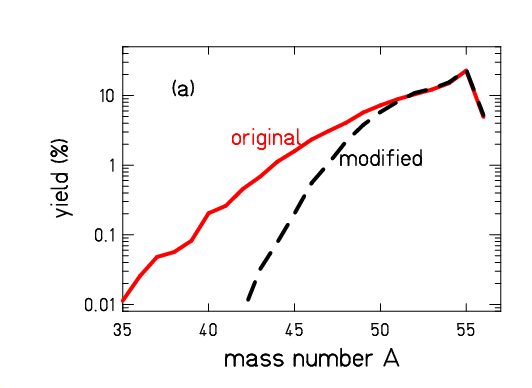 (a)
10
original
modified
1
0.1
0.01
yield (%)
35 40 45 50 55
mass number A